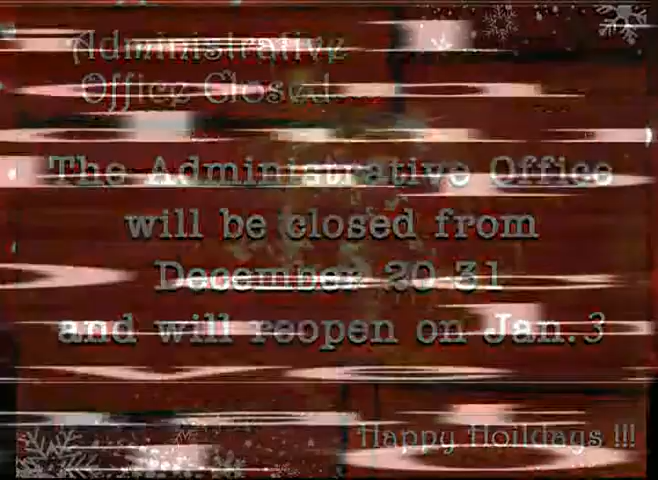 Administrative
Office Closed
The Administrative Office
will be closed from
December 20-31
and will reopen on Jan. 3
Happy Hoildays !!!